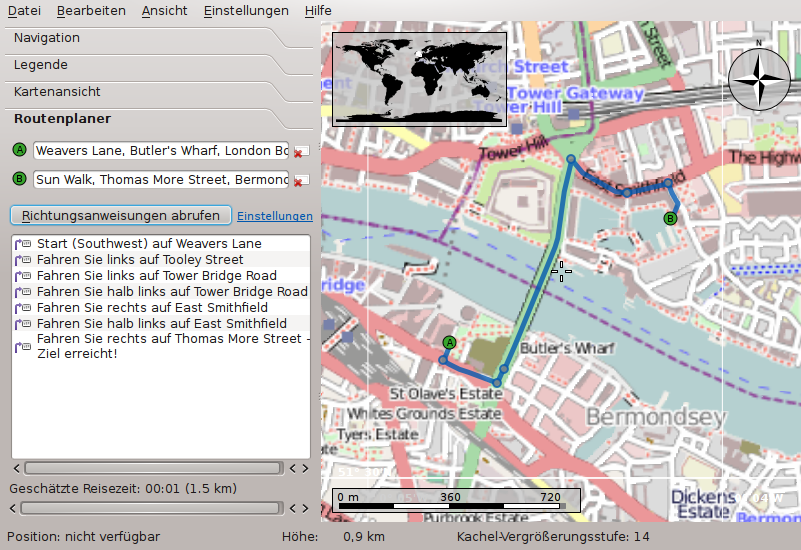 Datei Bearbeiten Ansicht Einstellungen Hilfe
Navigation
Legende
Kartenansicht
Routenplaner
A Weavers Lane, Butler's Wharf, London Bo
B Sun Walk, Thomas More Street, Bermond
Richtungsanweisungen abrufen Einstellungen
Start (Southwest) auf Weavers Lane
Fahren Sie links auf Tooley Street
Fahren Sie links auf Tower Bridge Road
Fahren Sie halb links auf Tower Bridge Road
Fahren Sie rechts auf East Smithfield
Fahren Sie halb links auf East Smithfield
Fahren Sie rechts auf Thomas More Street -
Ziel erreicht!
Geschätzte Reisezeit: 00:01 (1.5 km)
N
Street
rch Street
Tower Gateway
Tower Hill
Tower Hill
The Highw
East Smithfield
B
ridge
A
Butler's Wharf
St Olave's Estate
Whites Grounds Estate
Bermondsey
Tyers Estate
0 m 360 720
Dickens
Estate
Purbrook Estate
Bermon
Position: nicht verfügbar Höhe: 0,9 km Kachel-Vergrößerungsstufe: 14